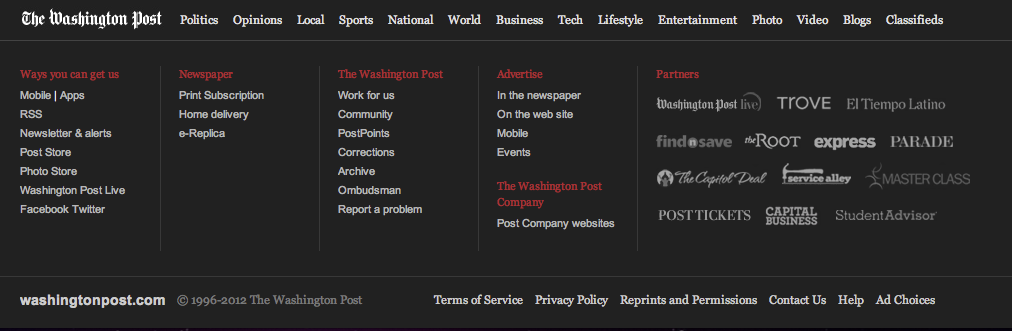 The Washington Post Politics Opinions Local Sports National World Business Tech Lifestyle Entertainment Photo Video Blogs Classifieds
Ways you can get us
Mobile | Apps
RSS
Newsletter & alerts
Post Store
Photo Store
Washington Post Live
Facebook Twitter
Newspaper
Print Subscription
Home delivery
e-Replica
The Washington Post
Work for us
Community
PostPoints
Corrections
Archive
Ombudsman
Report a problem
Advertise
In the newspaper
On the web site
Mobile
Events
The Washington Post
Company
Post Company websites
Partners
Washington Post live TROVE El Tiempo Latino
findnsave theROOT express PARADE
The Capitol Deal service alley MASTER CLASS
POST TICKETS CAPITAL BUSINESS StudentAdvisor
washingtonpost.com © 1996-2012 The Washington Post Terms of Service Privacy Policy Reprints and Permissions Contact Us Help Ad Choices